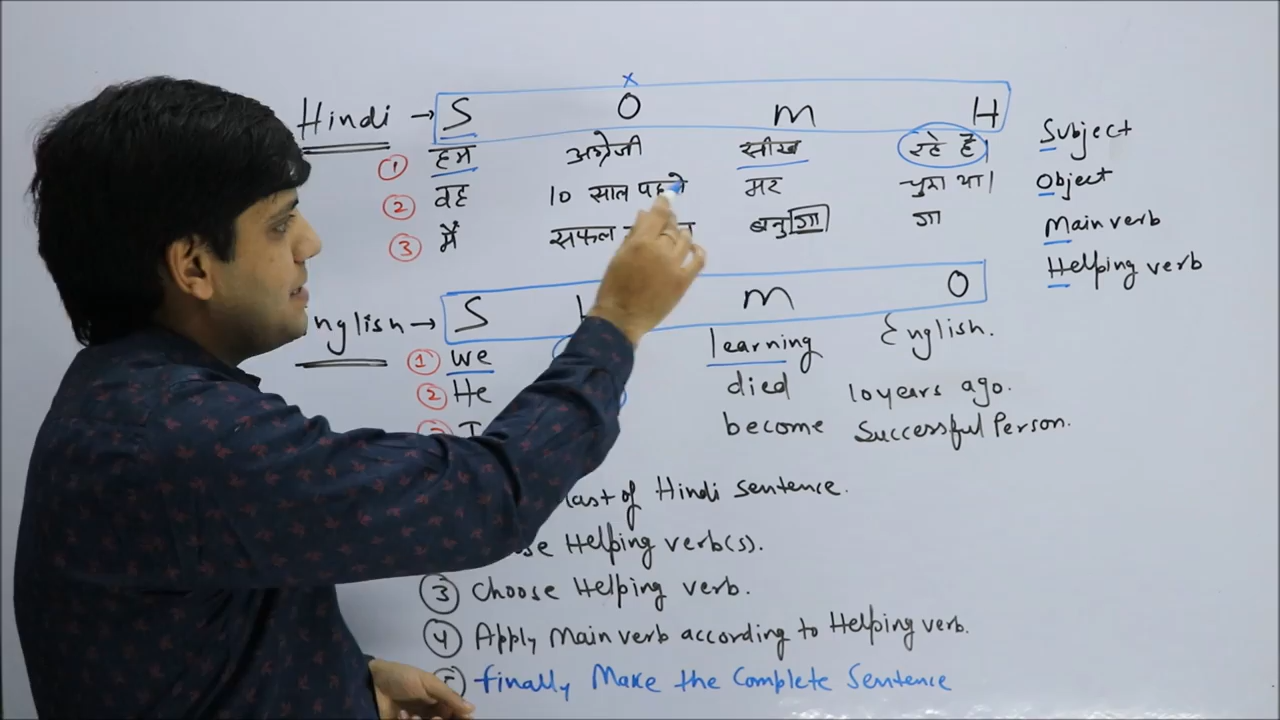 Hindi → S O M H
① हम अंग्रेजी सीख रहे हैं।
② वह 10 साल पहले मर चुका था।
③ मैं सफल बनुगा गा
Subject
Object
Main verb
Helping verb
English → S M O
① we learning English.
② He died 10 years ago.
I become Successful Person.
last of Hindi sentence.
Helping verb(s).
③ Choose Helping verb.
④ Apply Main verb according to Helping verb.
finally Make the Complete Sentence